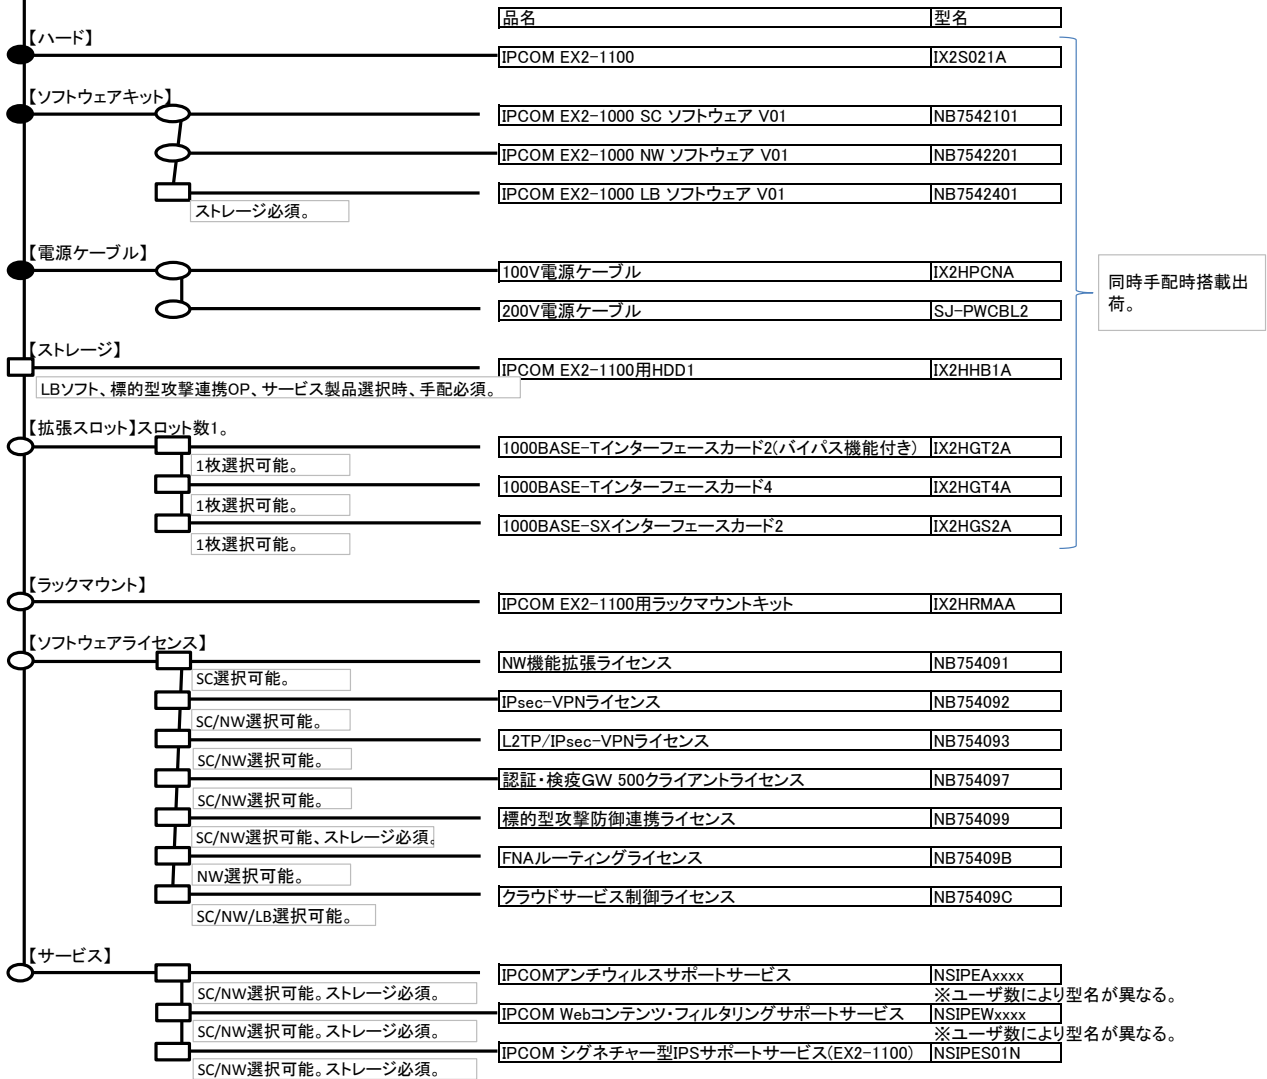 品名 型名
【ハード】
IPCOM EX2-1100 IX2S021A
【ソフトウェアキット】
IPCOM EX2-1000 SC ソフトウェア V01 NB7542101
IPCOM EX2-1000 NW ソフトウェア V01 NB7542201
IPCOM EX2-1000 LB ソフトウェア V01 NB7542401
ストレージ必須。
【電源ケーブル】
100V電源ケーブル IX2HPCNA
同時手配時搭載出
荷。
200V電源ケーブル SJ-PWCBL2
【ストレージ】
IPCOM EX2-1100用HDD1 IX2HHB1A
LBソフト、標的型攻撃連携OP、サービス製品選択時、手配必須。
【拡張スロット】スロット数1。
1000BASE-Tインターフェースカード2(バイパス機能付き) IX2HGT2A
1枚選択可能。
1000BASE-Tインターフェースカード4 IX2HGT4A
1枚選択可能。
1000BASE-SXインターフェースカード2 IX2HGS2A
1枚選択可能。
【ラックマウント】
IPCOM EX2-1100用ラックマウントキット IX2HRMAA
【ソフトウェアライセンス】
NW機能拡張ライセンス NB754091
SC選択可能。
IPsec-VPNライセンス NB754092
SC/NW選択可能。
L2TP/IPsec-VPNライセンス NB754093
SC/NW選択可能。
認証・検疫GW 500クライアントライセンス NB754097
SC/NW選択可能。
標的型攻撃防御連携ライセンス NB754099
SC/NW選択可能、ストレージ必須。
FNAルーティングライセンス NB75409B
NW選択可能。
クラウドサービス制御ライセンス NB75409C
SC/NW/LB選択可能。
【サービス】
IPCOMアンチウィルスサポートサービス NSIPEAxxxx
SC/NW選択可能。ストレージ必須。 ※ユーザ数により型名が異なる。
IPCOM Webコンテンツ・フィルタリングサポートサービス NSIPEWxxxx
SC/NW選択可能。ストレージ必須。 ※ユーザ数により型名が異なる。
IPCOM シグネチャー型IPSサポートサービス(EX2-1100) NSIPES01N
SC/NW選択可能。ストレージ必須。